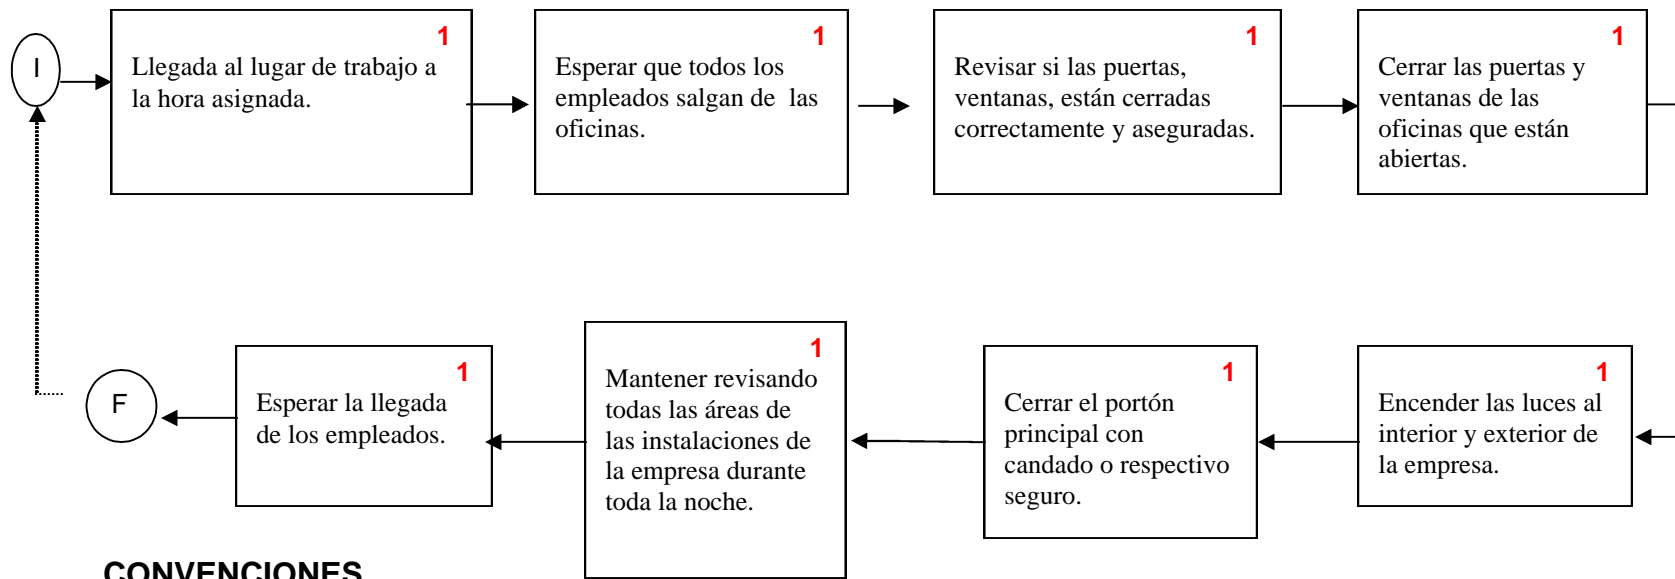 I
1
Llegada al lugar de trabajo a
la hora asignada.
1
Esperar que todos los
empleados salgan de las
oficinas.
1
Revisar si las puertas,
ventanas, están cerradas
correctamente y aseguradas.
1
Cerrar las puertas y
ventanas de las
oficinas que están
abiertas.
1
Encender las luces al
interior y exterior de
la empresa.
1
Cerrar el portón
principal con
candado o respectivo
seguro.
1
Mantener revisando
todas las áreas de
las instalaciones de
la empresa durante
toda la noche.
1
Esperar la llegada
de los empleados.
F
CONVENCIONES